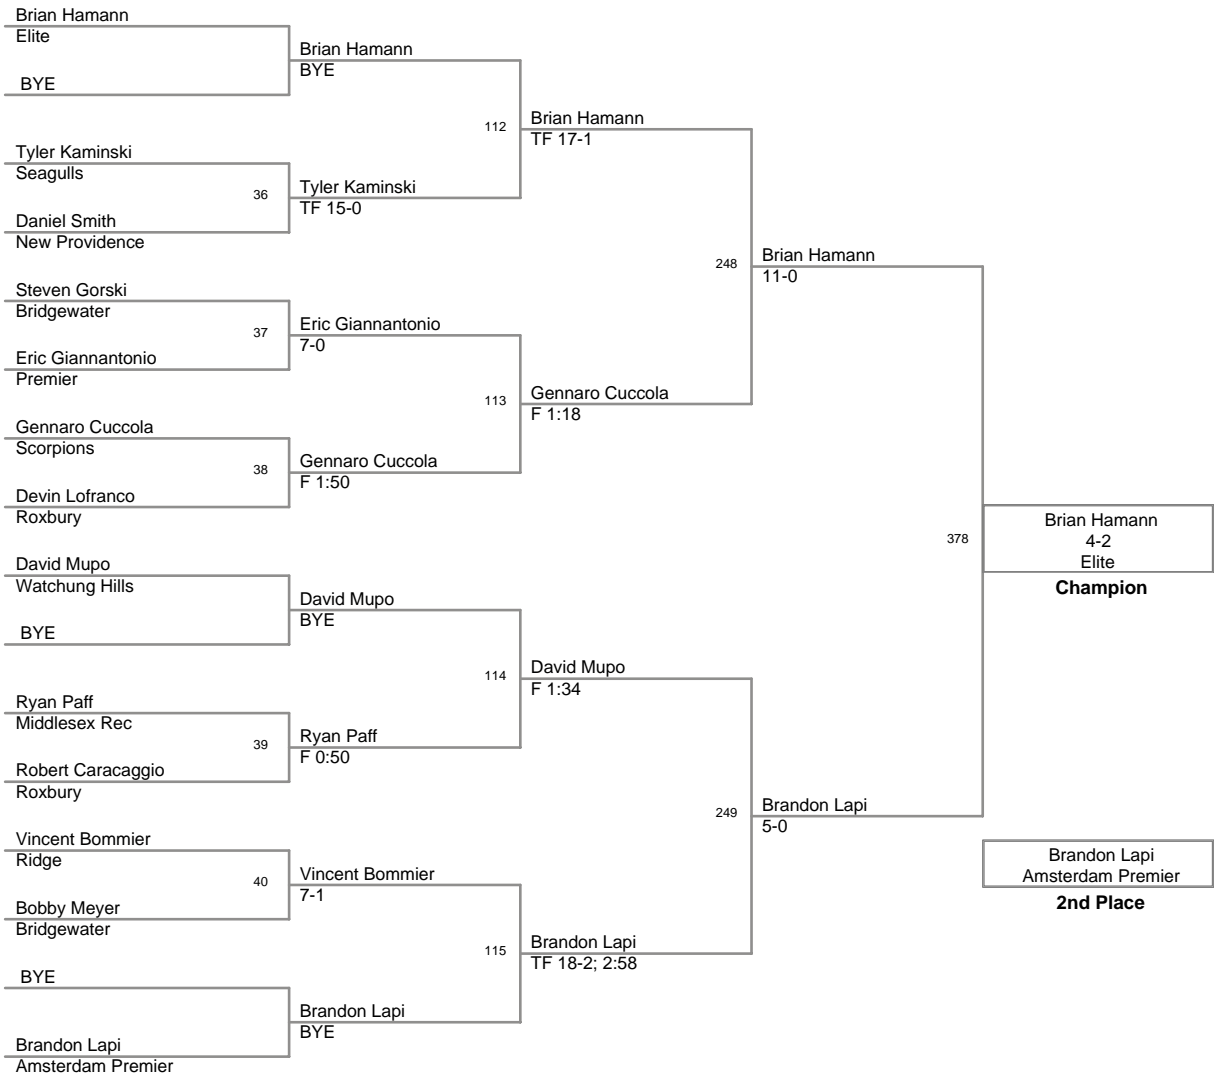 Brian Hamann
Elite
BYE
Brian Hamann
BYE
112
Brian Hamann
TF 17-1
Tyler Kaminski
Seagulls
36
Tyler Kaminski
TF 15-0
Daniel Smith
New Providence
248
Brian Hamann
11-0
Steven Gorski
Bridgewater
37
Eric Giannantonio
7-0
Eric Giannantonio
Premier
113
Gennaro Cuccola
F 1:18
Gennaro Cuccola
Scorpions
38
Gennaro Cuccola
F 1:50
Devin Lofranco
Roxbury
378
Brian Hamann
4-2
Elite
Champion
David Mupo
Watchung Hills
David Mupo
BYE
BYE
114
David Mupo
F 1:34
Ryan Paff
Middlesex Rec
39
Ryan Paff
F 0:50
Robert Caracaggio
Roxbury
249
Brandon Lapi
5-0
Vincent Bommier
Ridge
40
Vincent Bommier
7-1
Bobby Meyer
Bridgewater
Brandon Lapi
Amsterdam Premier
2nd Place
115
Brandon Lapi
TF 18-2; 2:58
BYE
Brandon Lapi
BYE
Brandon Lapi
Amsterdam Premier